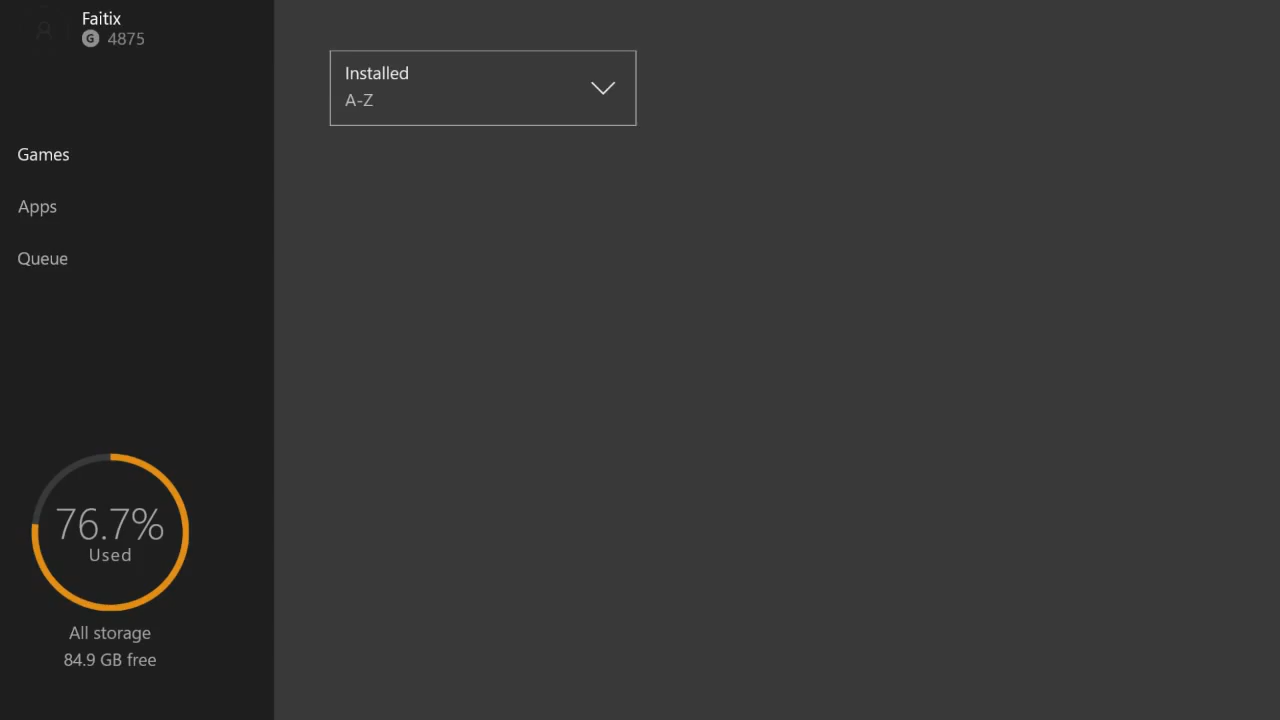 Faitix
G 4875
Games
Apps
Queue
76.7%
Used
All storage
84.9 GB free
Installed
A-Z